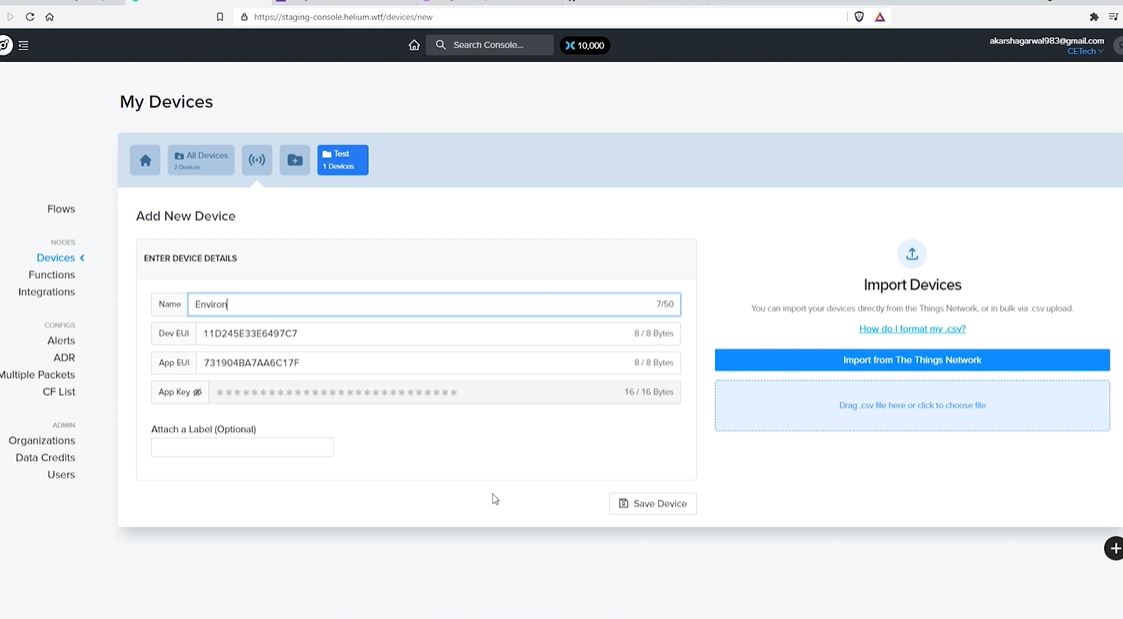 https://staging-console.helium.wtf/devices/new
Search Console...
10,000
akarshagarwal983@gmail.com
CETech
My Devices
All Devices
2 Devices
Test
1 Devices
Flows
NODES
Devices
Functions
Integrations
CONFIGS
Alerts
ADR
Multiple Packets
CF List
ADMIN
Organizations
Data Credits
Users
Add New Device
ENTER DEVICE DETAILS
Name Environ 7/50
Dev EUI 11D245E33E6497C7 8 / 8 Bytes
App EUI 731904BA7AA6C17F 8 / 8 Bytes
App Key **************************** 16 / 16 Bytes
Attach a Label (Optional)
Save Device
Import Devices
You can import your devices directly from the Things Network, or in bulk via .csv upload.
How do I format my .csv?
Import from The Things Network
Drag .csv file here or click to choose file